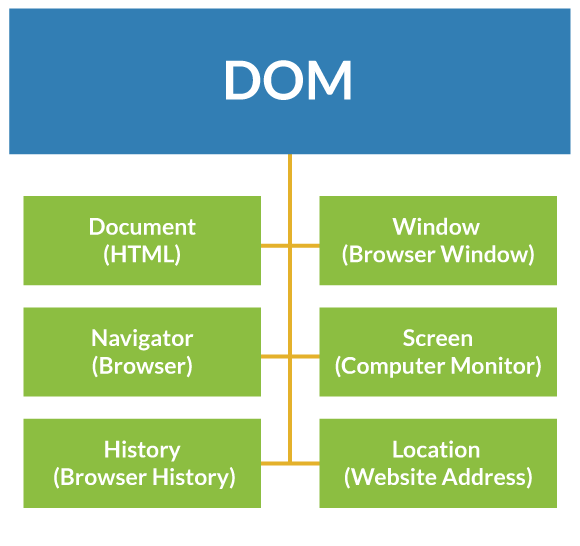 DOM
Document
(HTML)
Window
(Browser Window)
Navigator
(Browser)
Screen
(Computer Monitor)
History
(Browser History)
Location
(Website Address)